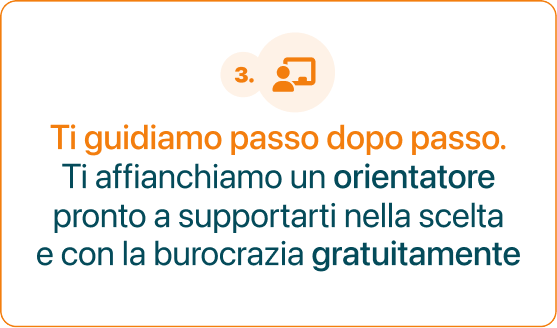 3.
Ti guidiamo passo dopo passo.
Ti affianchiamo un orientatore
pronto a supportarti nella scelta
e con la burocrazia gratuitamente